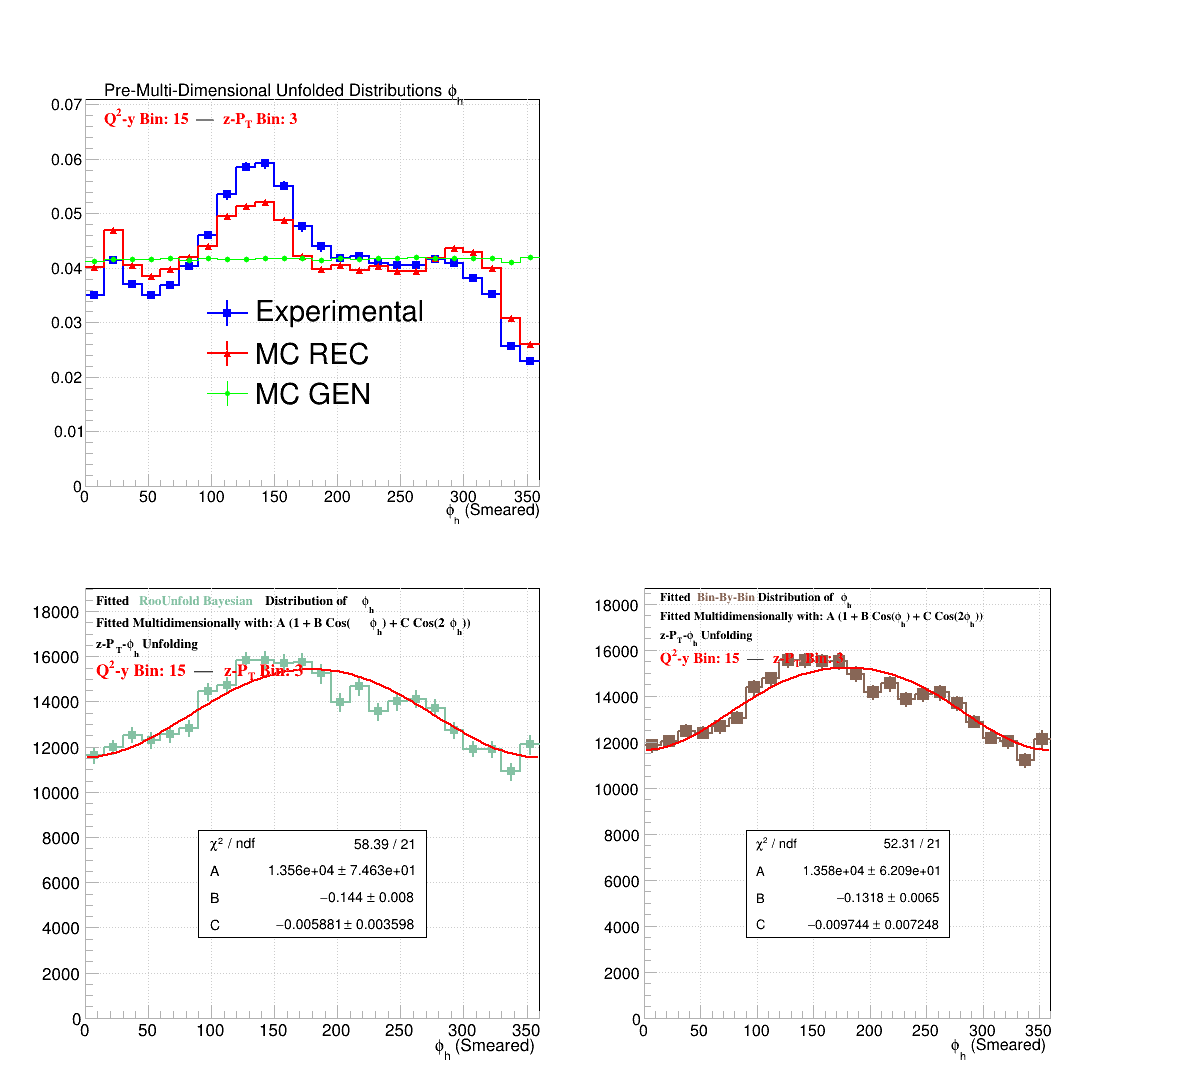 Pre-Multi-Dimensional Unfolded Distributions ϕh
Q2-y Bin: 15 — z-PT Bin: 3
0.07
0.06
0.05
0.04
0.03
0.02
0.01
0
Experimental
MC REC
MC GEN
0 50 100 150 200 250 300 350
ϕh (Smeared)
Fitted RooUnfold Bayesian Distribution of ϕh
Fitted Multidimensionally with: A (1 + B Cos( ϕh) + C Cos(2 ϕh))
z-PT-ϕh Unfolding
Q2-y Bin: 15 — z-PT Bin: 3
18000
16000
14000
12000
10000
8000
6000
4000
2000
0
χ2 / ndf 58.39 / 21
A 1.356e+04 ± 7.463e+01
B −0.144 ± 0.008
C −0.005881 ± 0.003598
0 50 100 150 200 250 300 350
ϕh (Smeared)
Fitted Bin-By-Bin Distribution of ϕh
Fitted Multidimensionally with: A (1 + B Cos(ϕh) + C Cos(2ϕh))
z-PT-ϕh Unfolding
Q2-y Bin: 15 — z-PT Bin: 3
18000
16000
14000
12000
10000
8000
6000
4000
2000
0
χ2 / ndf 52.31 / 21
A 1.358e+04 ± 6.209e+01
B −0.1318 ± 0.0065
C −0.009744 ± 0.007248
0 50 100 150 200 250 300 350
ϕh (Smeared)